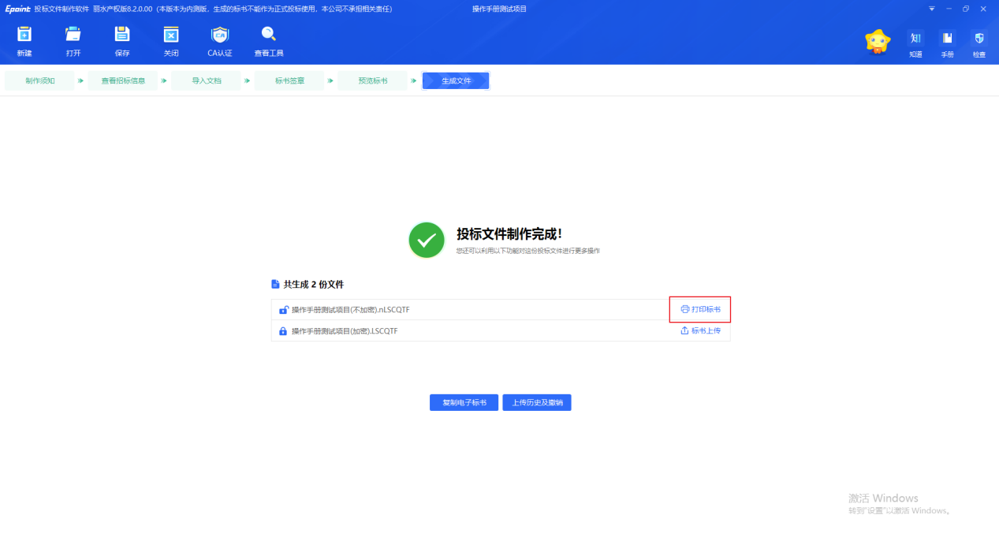 Epoint 投标文件制作软件 丽水产权版8.2.0.00（本版本为内测版，生成的标书不能作为正式投标使用，本公司不承担相关责任） 操作手册测试项目
新建 打开 保存 关闭 CA认证 查看工具 知道 手册 检查
制作须知 查看招标信息 导入文档 标书签章 预览标书 生成文件
投标文件制作完成！
您还可以利用以下功能对这份投标文件进行更多操作
共生成 2 份文件
操作手册测试项目(不加密).nLSCQTF 打印标书
操作手册测试项目(加密).LSCQTF 标书上传
复制电子标书 上传历史及撤销
激活 Windows
转到"设置"以激活 Windows。